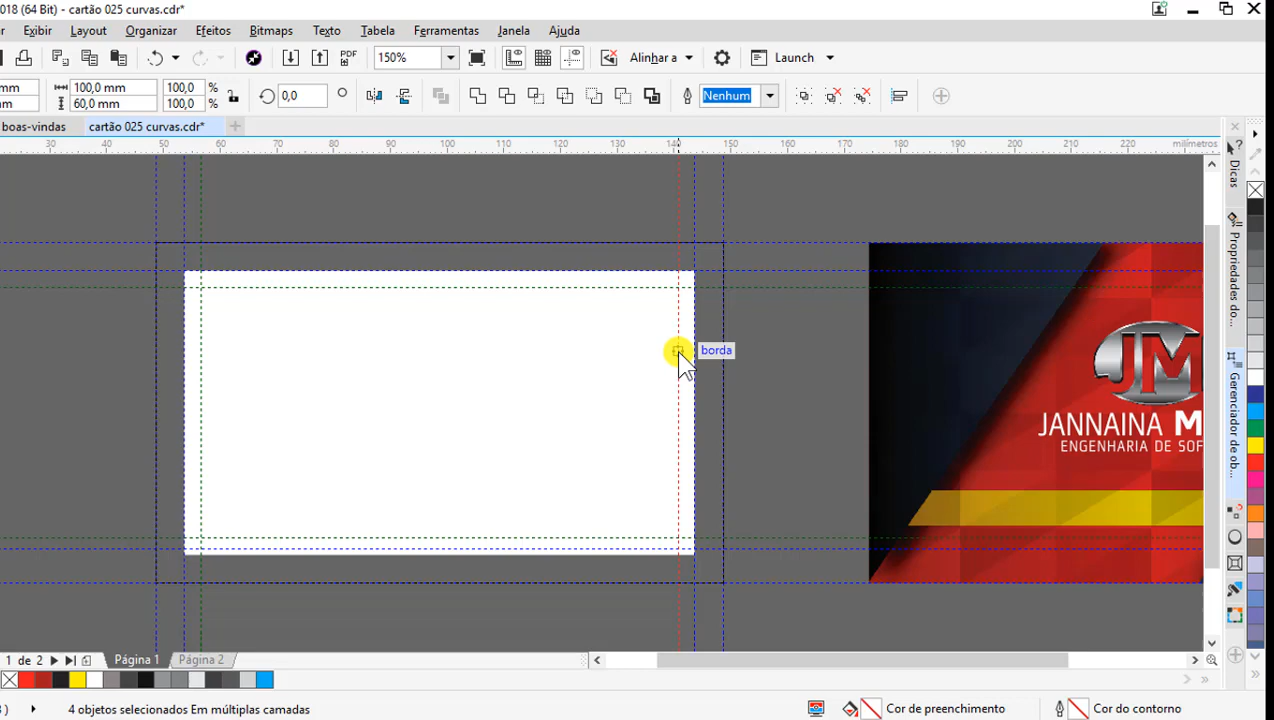 018 (64 Bit) - cartão 025 curvas.cdr*
Exibir Layout Organizar Efeitos Bitmaps Texto Tabela Ferramentas Janela Ajuda
PDF 150% Alinhar a Launch
mm 100,0 mm 100,0 % 0,0 Nenhum
mm 60,0 mm 100,0 %
boas-vindas cartão 025 curvas.cdr*
30 50 60 70 80 90 100 110 120 130 140 150 160 170 180 190 200 210 220 milímetros
Dicas
Propriedades do...
Gerenciador de ob...
borda
JM
JANNAINA M
ENGENHARIA DE SOF
1 de 2 Página 1 Página 2
) 4 objetos selecionados Em múltiplas camadas Cor de preenchimento Cor do contorno